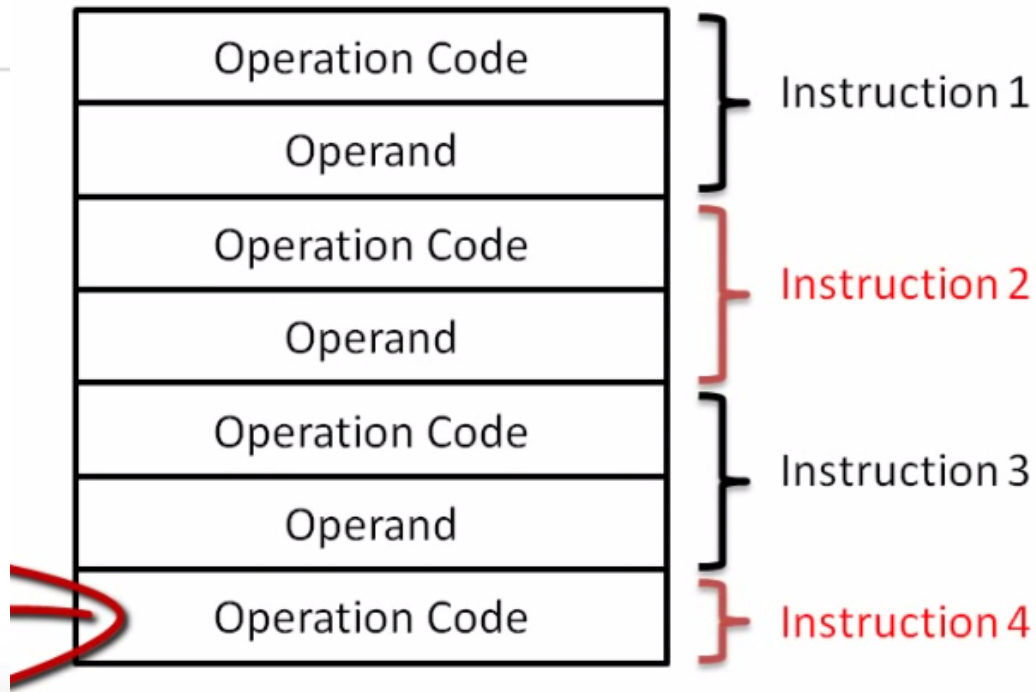 Operation Code
Instruction 1
Operand
Operation Code
Instruction 2
Operand
Operation Code
Instruction 3
Operand
Operation Code
Instruction 4